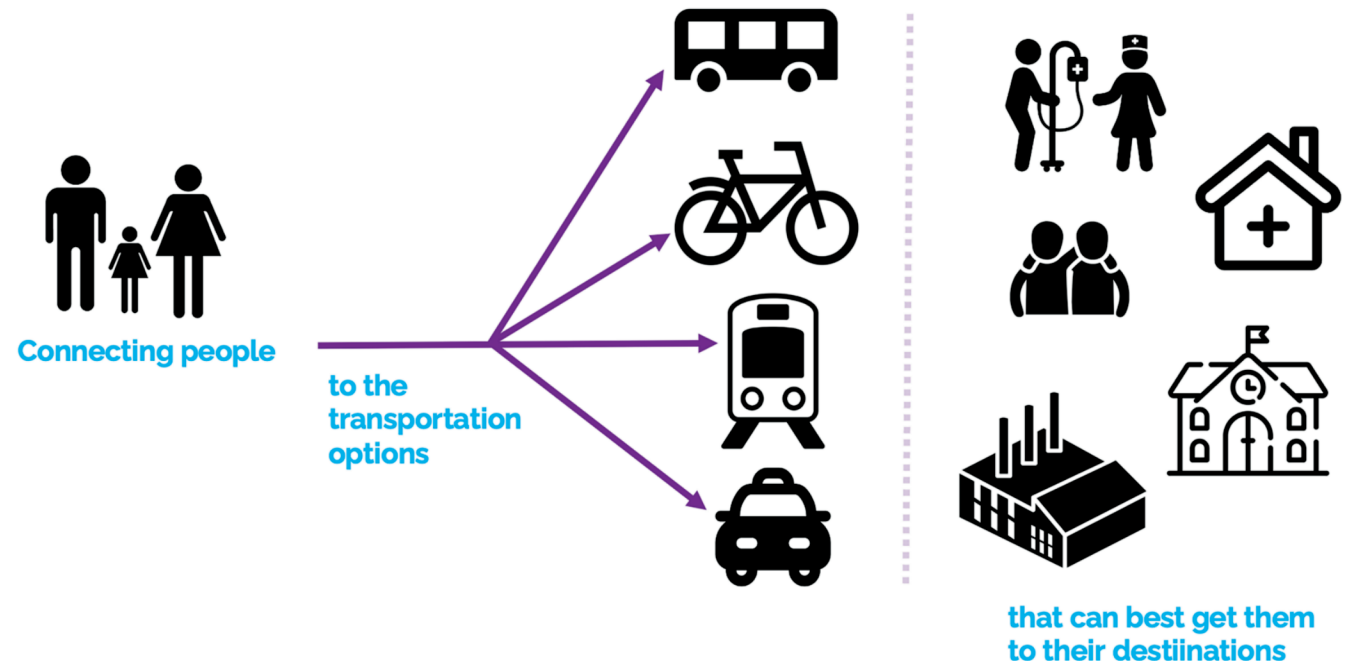 Connecting people
to the
transportation
options
that can best get them
to their destiinations